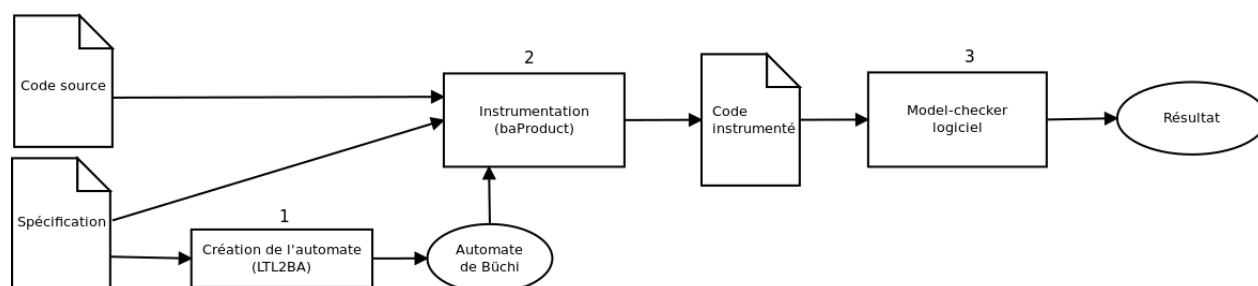 Code source
2
Instrumentation
(baProduct)
Code
instrumenté
3
Model-checker
logiciel
Résultat
Spécification
1
Création de l'automate
(LTL2BA)
Automate
de Büchi